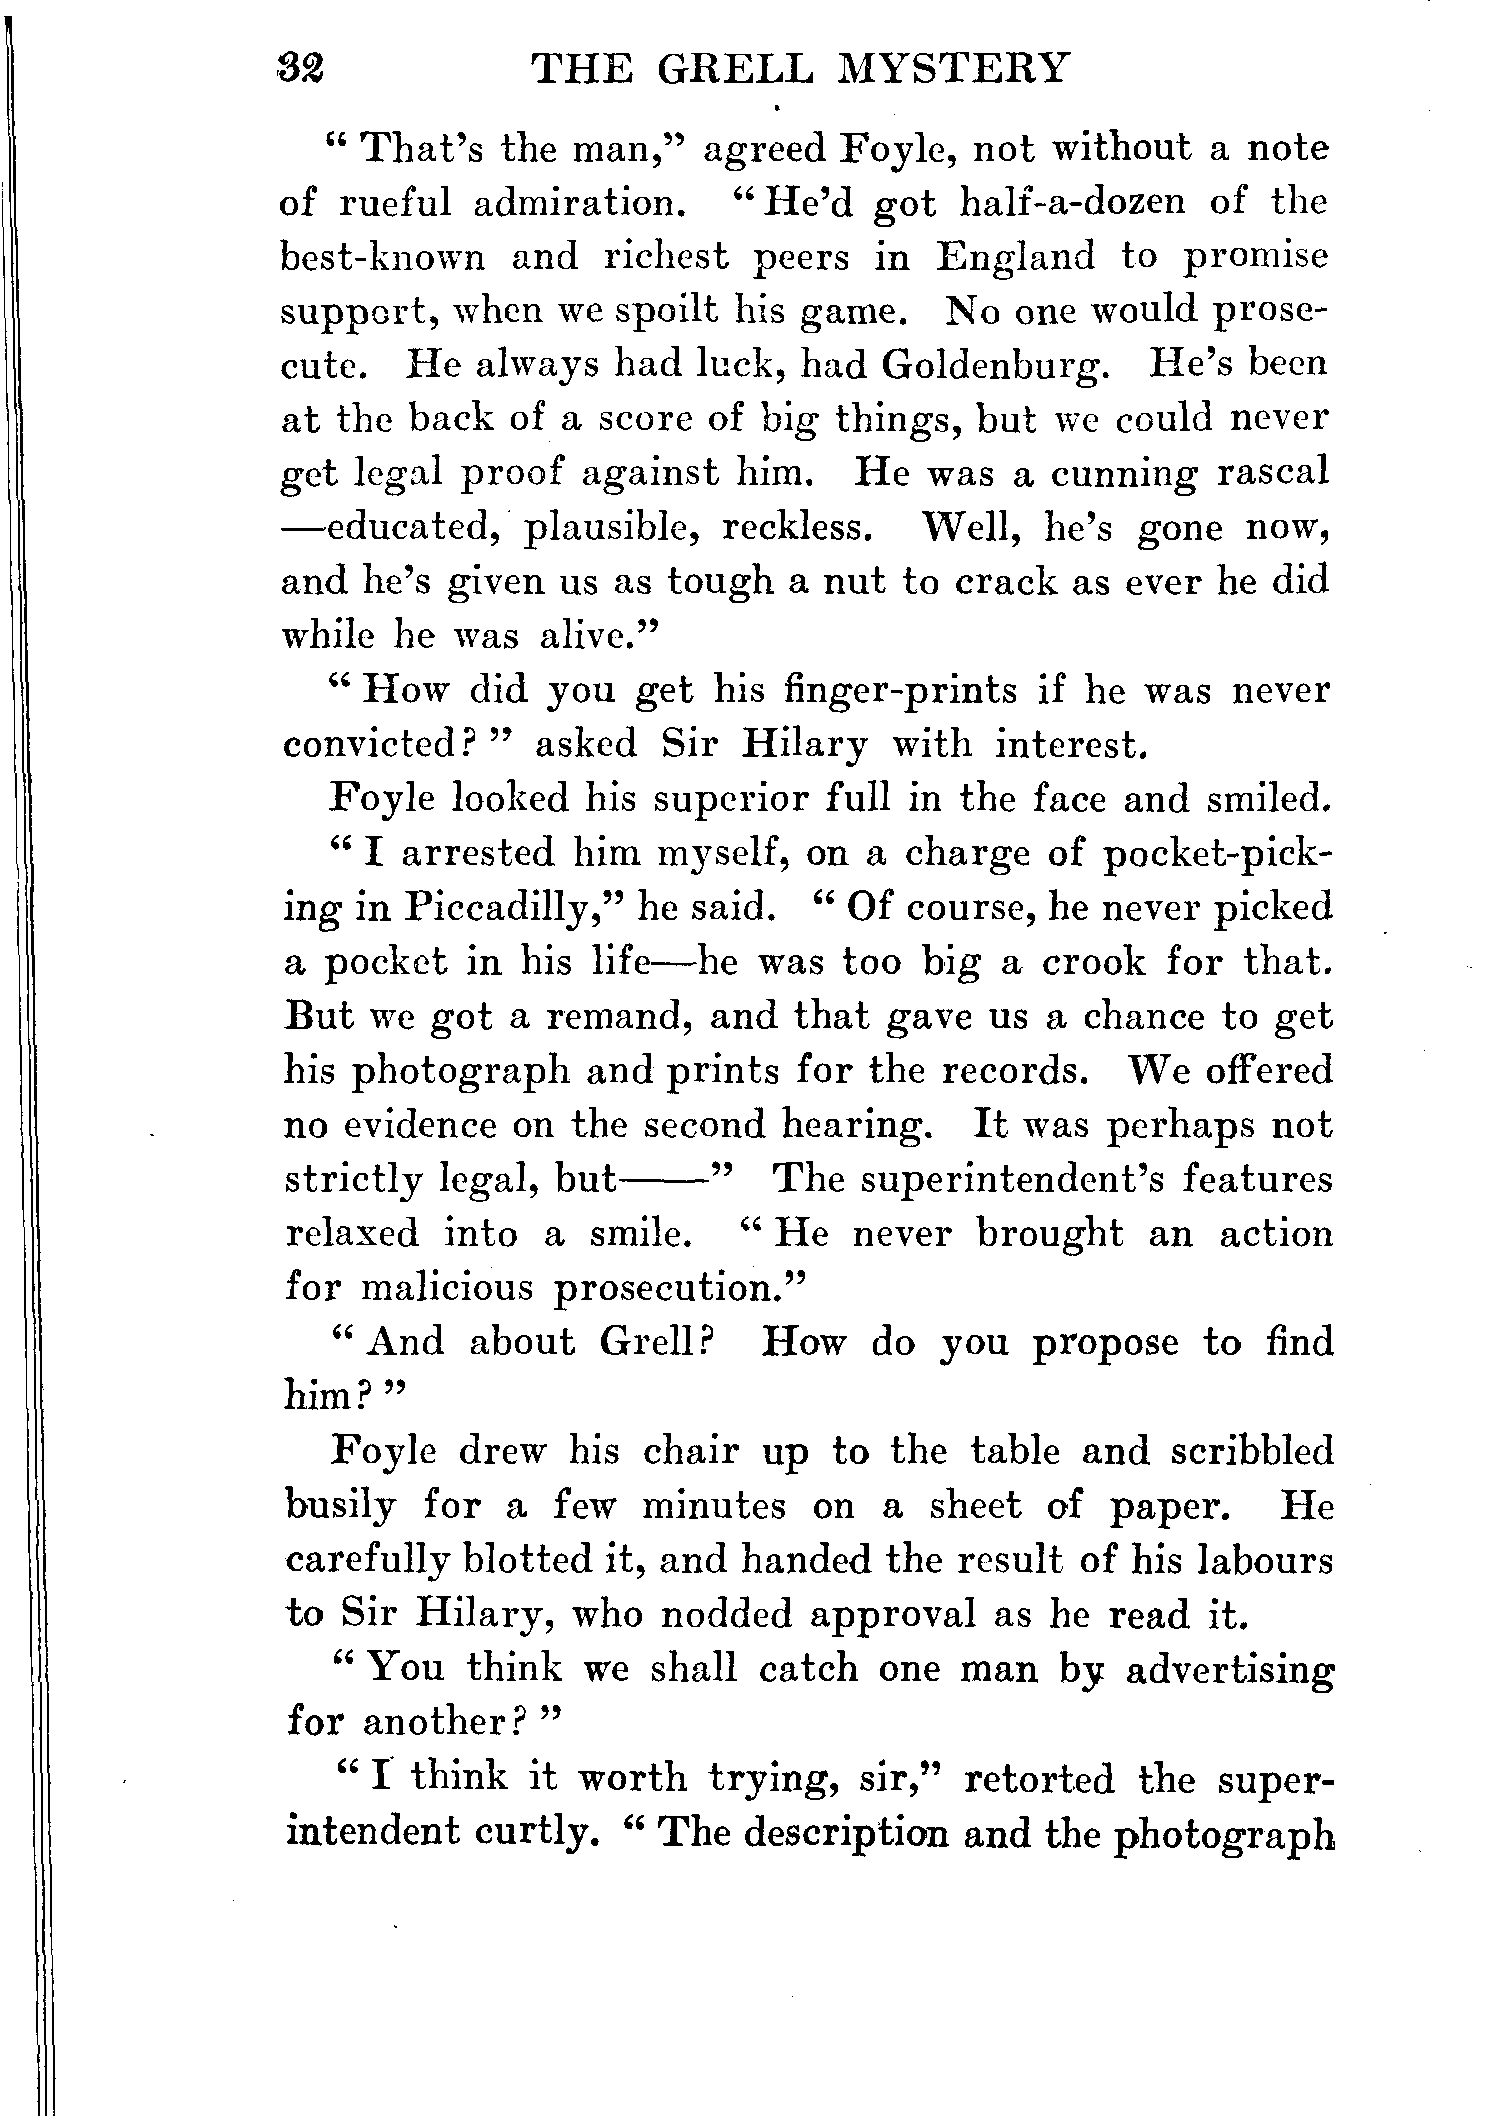 32 THE GRELL MYSTERY
“ That’s the man,” agreed Foyle, not without a note
of rueful admiration. “ He’d got half-a-dozen of the
best-known and richest peers in England to promise
support, when we spoilt his game. No one would prose-
cute. He always had luck, had Goldenburg. He’s been
at the back of a score of big things, but we could never
get legal proof against him. He was a cunning rascal
—educated, plausible, reckless. Well, he’s gone now,
and he’s given us as tough a nut to crack as ever he did
while he was alive.”
“ How did you get his finger-prints if he was never
convicted? ” asked Sir Hilary with interest.
Foyle looked his superior full in the face and smiled.
“ I arrested him myself, on a charge of pocket-pick-
ing in Piccadilly,” he said. “ Of course, he never picked
a pocket in his life—he was too big a crook for that.
But we got a remand, and that gave us a chance to get
his photograph and prints for the records. We offered
no evidence on the second hearing. It was perhaps not
strictly legal, but——” The superintendent’s features
relaxed into a smile. “ He never brought an action
for malicious prosecution.”
“ And about Grell? How do you propose to find
him? ”
Foyle drew his chair up to the table and scribbled
busily for a few minutes on a sheet of paper. He
carefully blotted it, and handed the result of his labours
to Sir Hilary, who nodded approval as he read it.
“ You think we shall catch one man by advertising
for another? ”
“ I think it worth trying, sir,” retorted the super-
intendent curtly. “ The description and the photograph